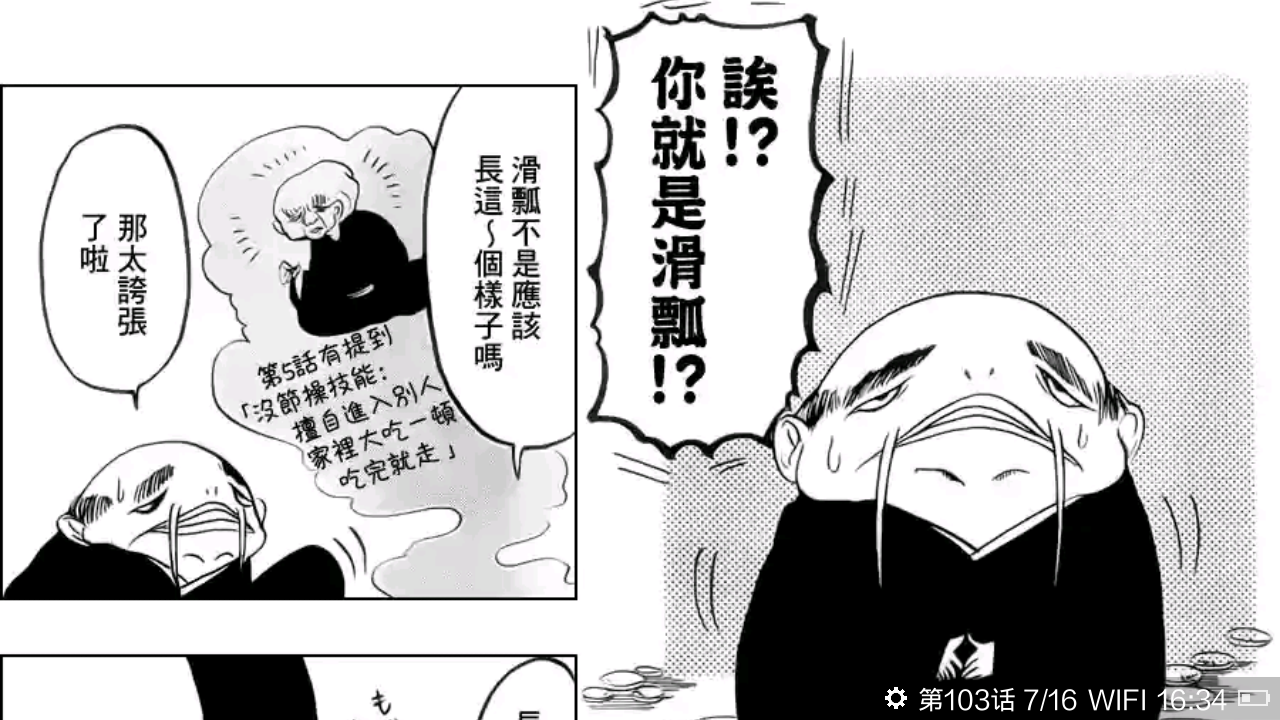 誒!?
你就是滑瓢!?
滑瓢不是應該
長這~個樣子嗎
第5話有提到
「沒節操技能:
擅自進入別人
家裡大吃一頓
吃完就走」
那太誇張
了啦
も
第103话 7/16 WIFI 16:34